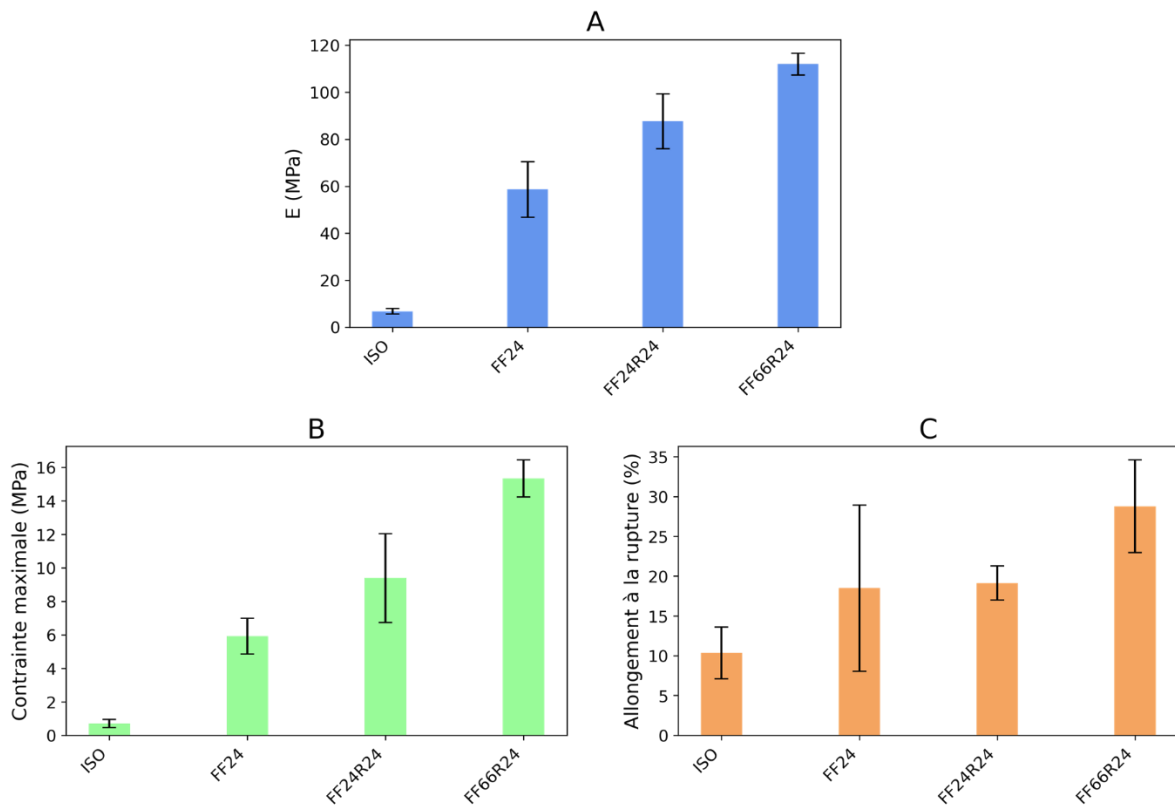 A
E (MPa)
120
100
80
60
40
20
0
ISO
FF24
FF24R24
FF66R24
B
Contrainte maximale (MPa)
16
14
12
10
8
6
4
2
0
ISO
FF24
FF24R24
FF66R24
C
Allongement à la rupture (%)
35
30
25
20
15
10
5
0
ISO
FF24
FF24R24
FF66R24